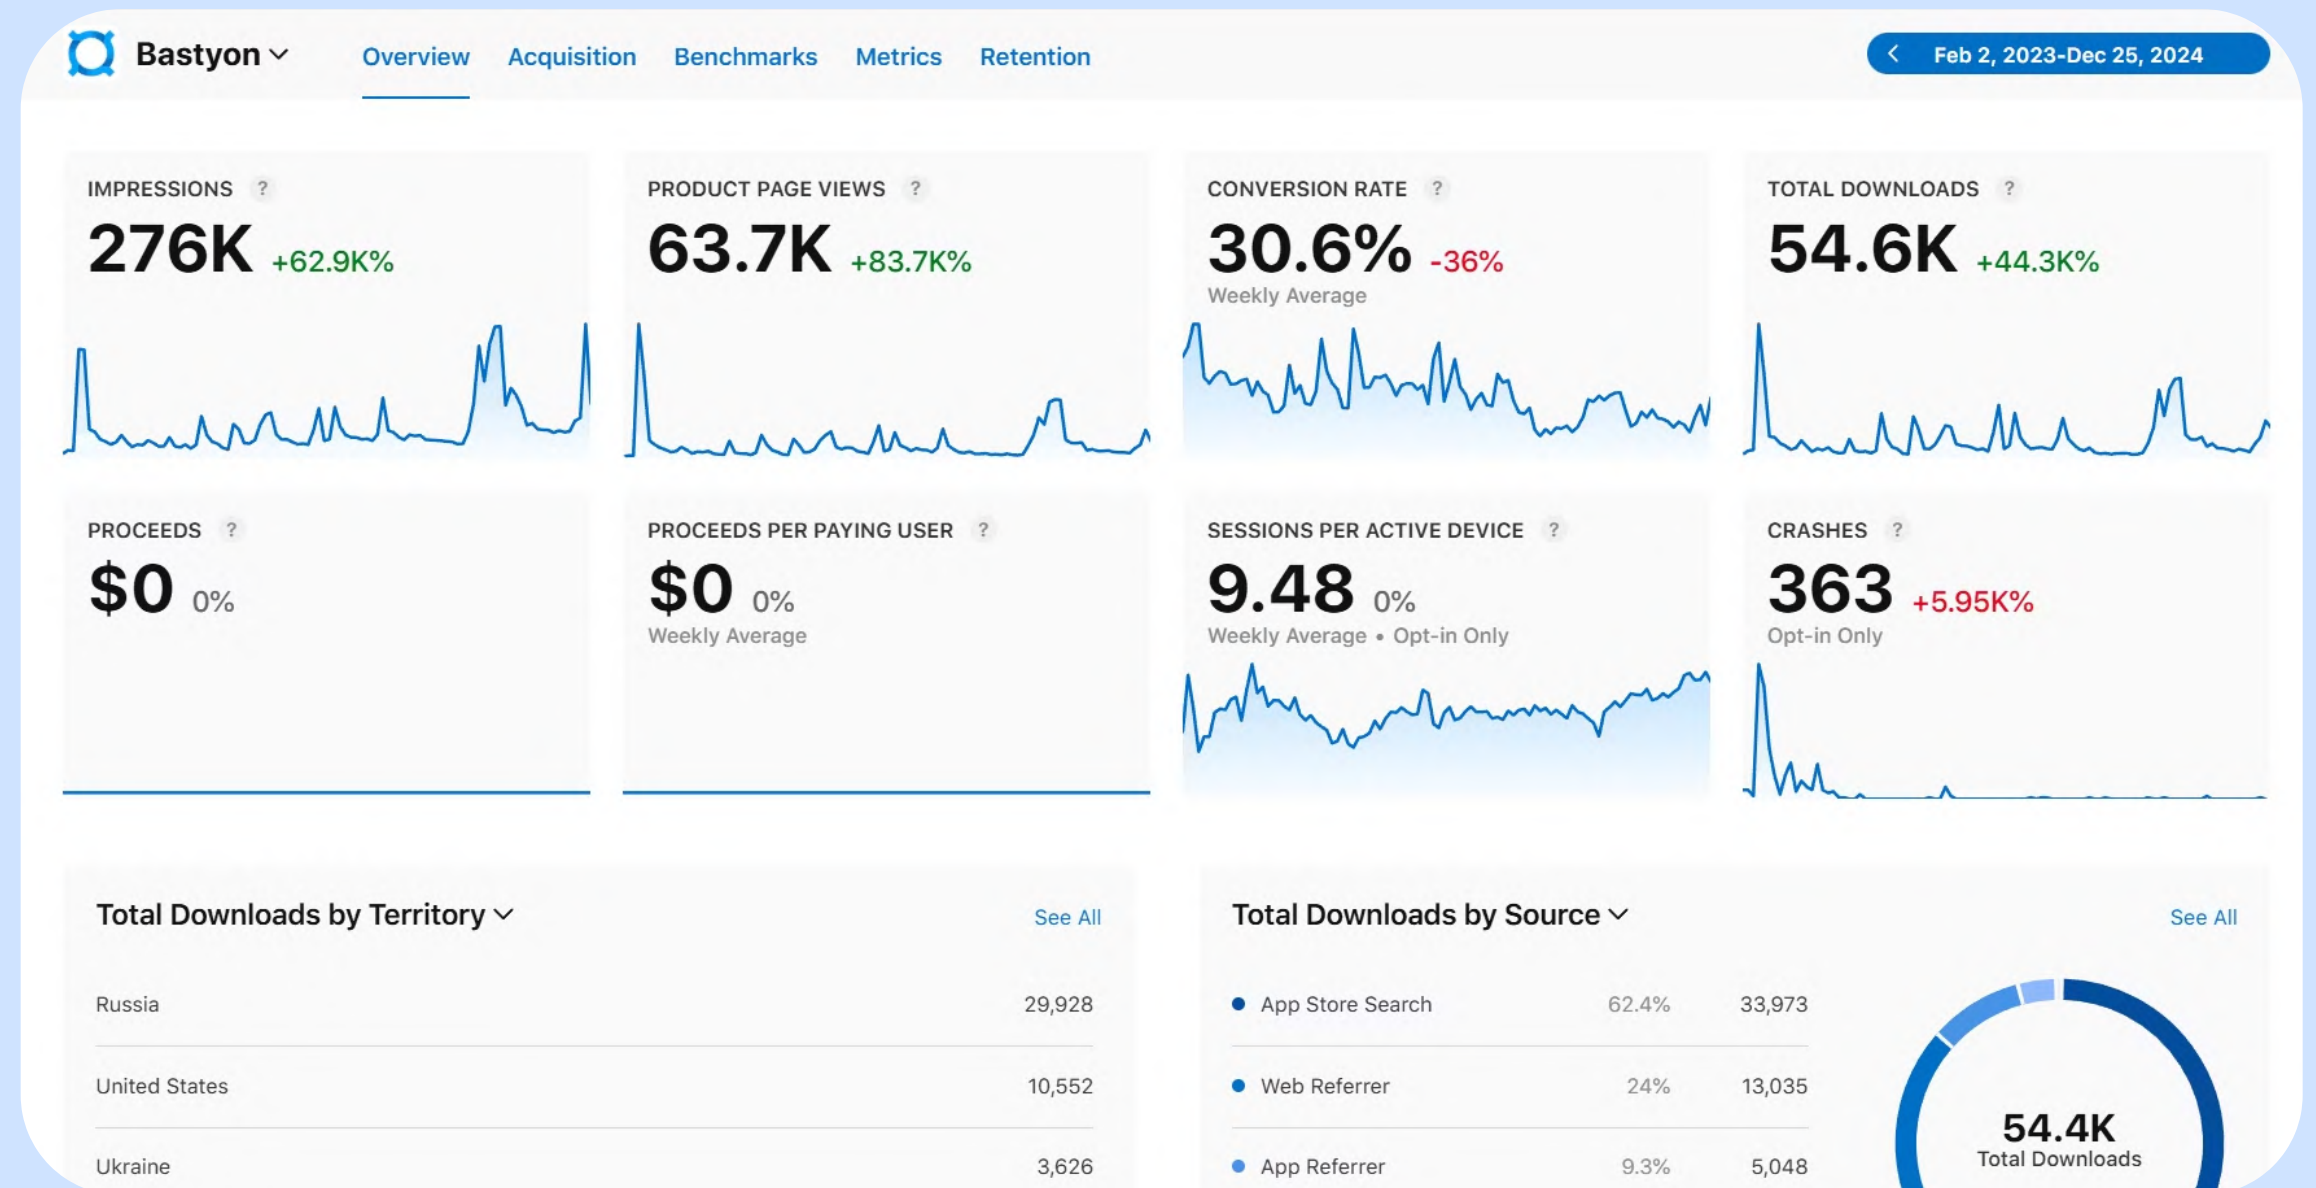 Bastyon Overview Acquisition Benchmarks Metrics Retention Feb 2, 2023-Dec 25, 2024
IMPRESSIONS ?
276K +62.9K%
PRODUCT PAGE VIEWS ?
63.7K +83.7K%
CONVERSION RATE ?
30.6% -36%
Weekly Average
TOTAL DOWNLOADS ?
54.6K +44.3K%
PROCEEDS ?
$0 0%
PROCEEDS PER PAYING USER ?
$0 0%
Weekly Average
SESSIONS PER ACTIVE DEVICE ?
9.48 0%
Weekly Average • Opt-in Only
CRASHES ?
363 +5.95K%
Opt-in Only
Total Downloads by Territory See All
Russia 29,928
United States 10,552
Ukraine 3,626
Total Downloads by Source See All
App Store Search 62.4% 33,973
Web Referrer 24% 13,035
App Referrer 9.3% 5,048
54.4K
Total Downloads